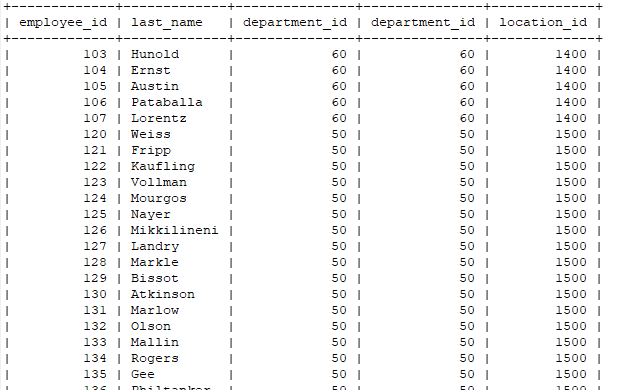 employee_id | last_name | department_id | department_id | location_id |
| 103 | Hunold | 60 | 60 | 1400 |
| 104 | Ernst | 60 | 60 | 1400 |
| 105 | Austin | 60 | 60 | 1400 |
| 106 | Pataballa | 60 | 60 | 1400 |
| 107 | Lorentz | 60 | 60 | 1400 |
| 120 | Weiss | 50 | 50 | 1500 |
| 121 | Fripp | 50 | 50 | 1500 |
| 122 | Kaufling | 50 | 50 | 1500 |
| 123 | Vollman | 50 | 50 | 1500 |
| 124 | Mourgos | 50 | 50 | 1500 |
| 125 | Nayer | 50 | 50 | 1500 |
| 126 | Mikkilineni | 50 | 50 | 1500 |
| 127 | Landry | 50 | 50 | 1500 |
| 128 | Markle | 50 | 50 | 1500 |
| 129 | Bissot | 50 | 50 | 1500 |
| 130 | Atkinson | 50 | 50 | 1500 |
| 131 | Marlow | 50 | 50 | 1500 |
| 132 | Olson | 50 | 50 | 1500 |
| 133 | Mallin | 50 | 50 | 1500 |
| 134 | Rogers | 50 | 50 | 1500 |
| 135 | Gee | 50 | 50 | 1500 |